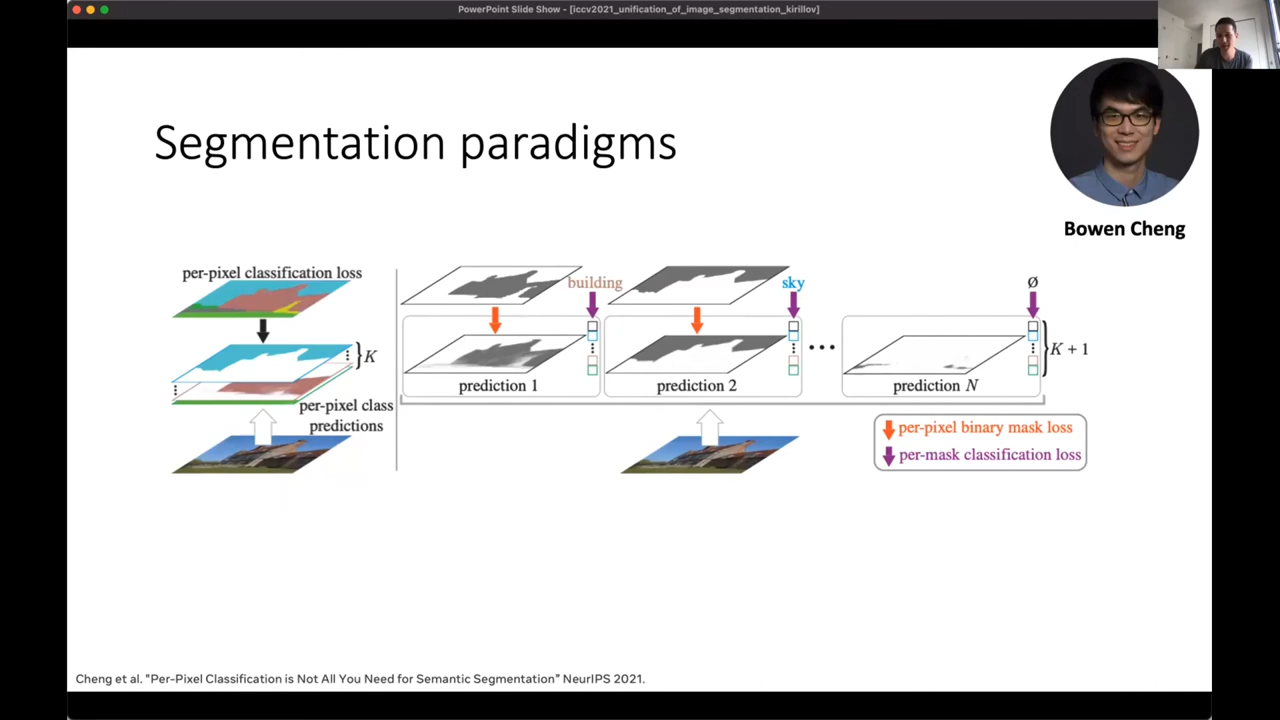 PowerPoint Slide Show - [iccv2021_unification_of_image_segmentation_kirillov]
Segmentation paradigms
Bowen Cheng
per-pixel classification loss
K
per-pixel class
predictions
building
sky
ø
prediction 1
prediction 2
prediction N
K + 1
per-pixel binary mask loss
per-mask classification loss
Cheng et al. "Per-Pixel Classification is Not All You Need for Semantic Segmentation" NeurIPS 2021.